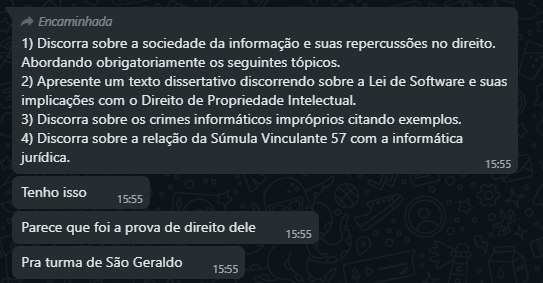 Encaminhada
1) Discorra sobre a sociedade da informação e suas repercussões no direito.
Abordando obrigatoriamente os seguintes tópicos.
2) Apresente um texto dissertativo discorrendo sobre a Lei de Software e suas
implicações com o Direito de Propriedade Intelectual.
3) Discorra sobre os crimes informáticos impróprios citando exemplos.
4) Discorra sobre a relação da Súmula Vinculante 57 com a informática
jurídica.
15:55
Tenho isso 15:55
Parece que foi a prova de direito dele 15:55
Pra turma de São Geraldo 15:55